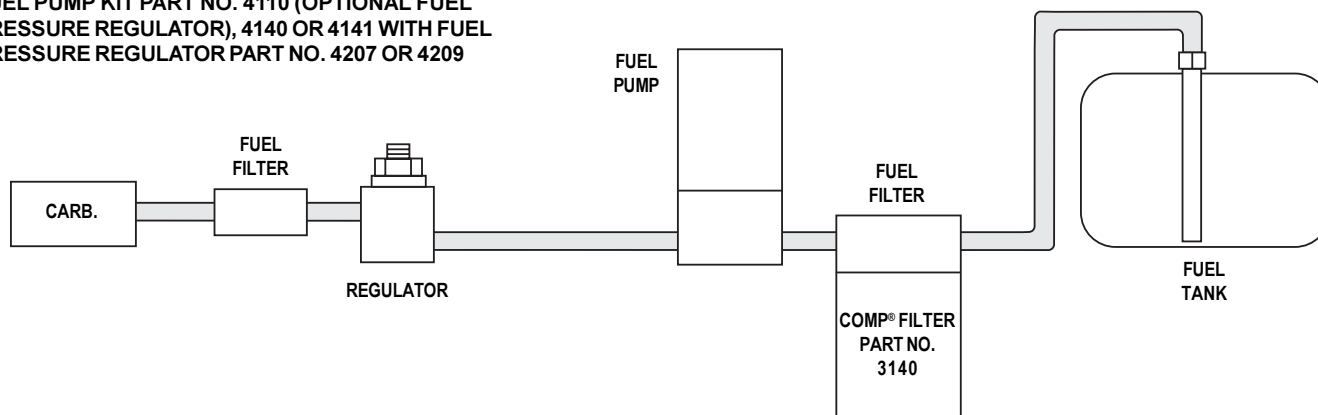 UEL PUMP KIT PART NO. 4110 (OPTIONAL FUEL
RESSURE REGULATOR), 4140 OR 4141 WITH FUEL
RESSURE REGULATOR PART NO. 4207 OR 4209
FUEL
PUMP
FUEL
FILTER
CARB.
REGULATOR
FUEL
FILTER
COMP® FILTER
PART NO.
3140
FUEL
TANK